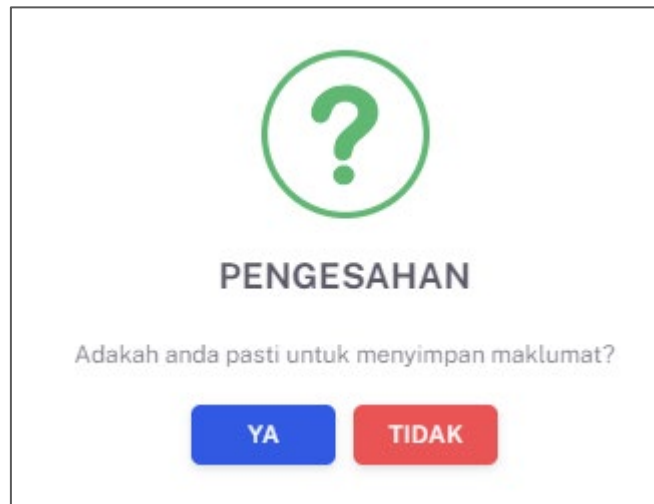 PENGESAHAN
Adakah anda pasti untuk menyimpan maklumat?
YA
TIDAK